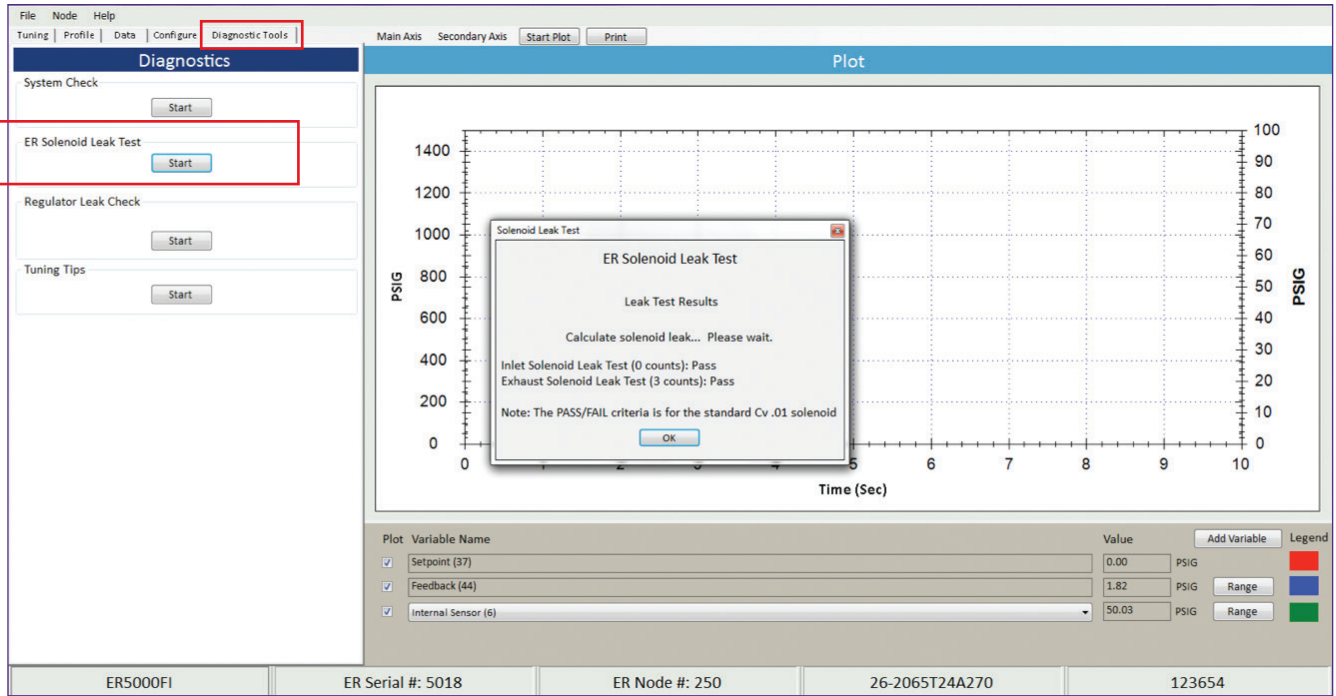 File Node Help
Tuning Profile Data Configure Diagnostic Tools
Main Axis Secondary Axis Start Plot Print
Diagnostics
System Check
Start
ER Solenoid Leak Test
Start
Regulator Leak Check
Start
Tuning Tips
Start
Plot
1400
1200
1000
800
600
400
200
0
PSIG
100
90
80
70
60
50
40
30
20
10
0
PSIG
Solenoid Leak Test
ER Solenoid Leak Test
Leak Test Results
Calculate solenoid leak... Please wait.
Inlet Solenoid Leak Test (0 counts): Pass
Exhaust Solenoid Leak Test (3 counts): Pass
Note: The PASS/FAIL criteria is for the standard Cv .01 solenoid
OK
0 1 2 3 4 5 6 7 8 9 10
Time (Sec)
Plot Variable Name Value Add Variable Legend
Setpoint (37) 0.00 PSIG
Feedback (44) 1.82 PSIG Range
Internal Sensor (6) 50.03 PSIG Range
ER5000FI ER Serial #: 5018 ER Node #: 250 26-2065T24A270 123654